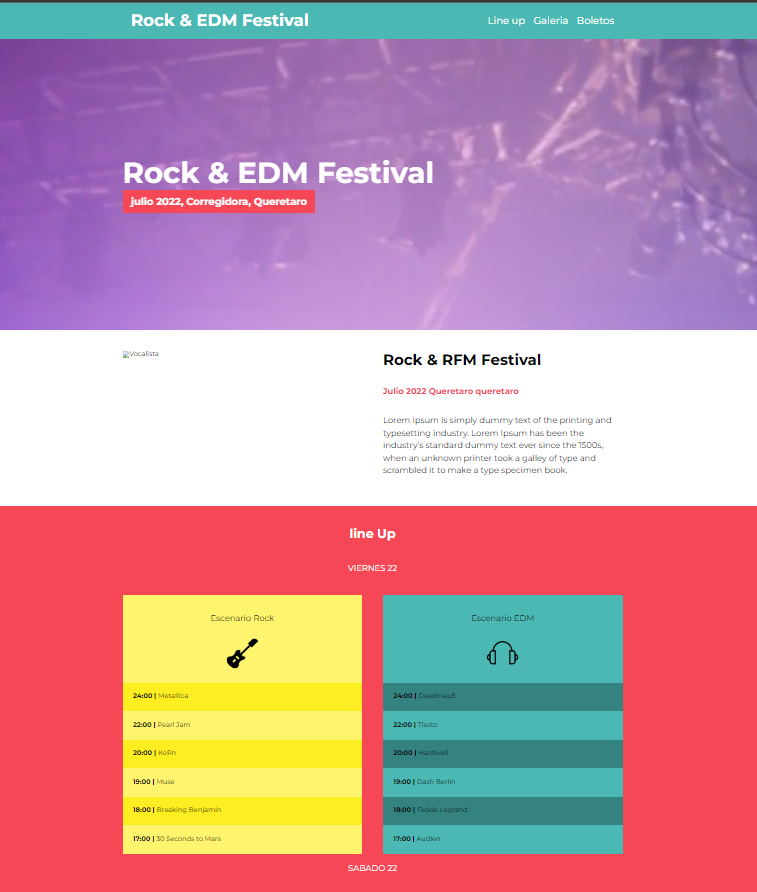 Rock & EDM Festival
Line up Galeria Boletos
Rock & EDM Festival
julio 2022, Corregidora, Queretaro
Vocalista
Rock & RFM Festival
Julio 2022 Queretaro queretaro
Lorem Ipsum is simply dummy text of the printing and
typesetting industry. Lorem Ipsum has been the
industry's standard dummy text ever since the 1500s,
when an unknown printer took a galley of type and
scrambled it to make a type specimen book.
line Up
VIERNES 22
Escenario Rock
24:00 | Metallica
22:00 | Pearl Jam
20:00 | KoRn
19:00 | Muse
18:00 | Breaking Benjamin
17:00 | 30 Seconds to Mars
Escenario EDM
24:00 | Deadmau5
22:00 | Tiesto
20:00 | Hardwell
19:00 | Dash Berlin
18:00 | Fedde Legrand
17:00 | Audien
SABADO 22